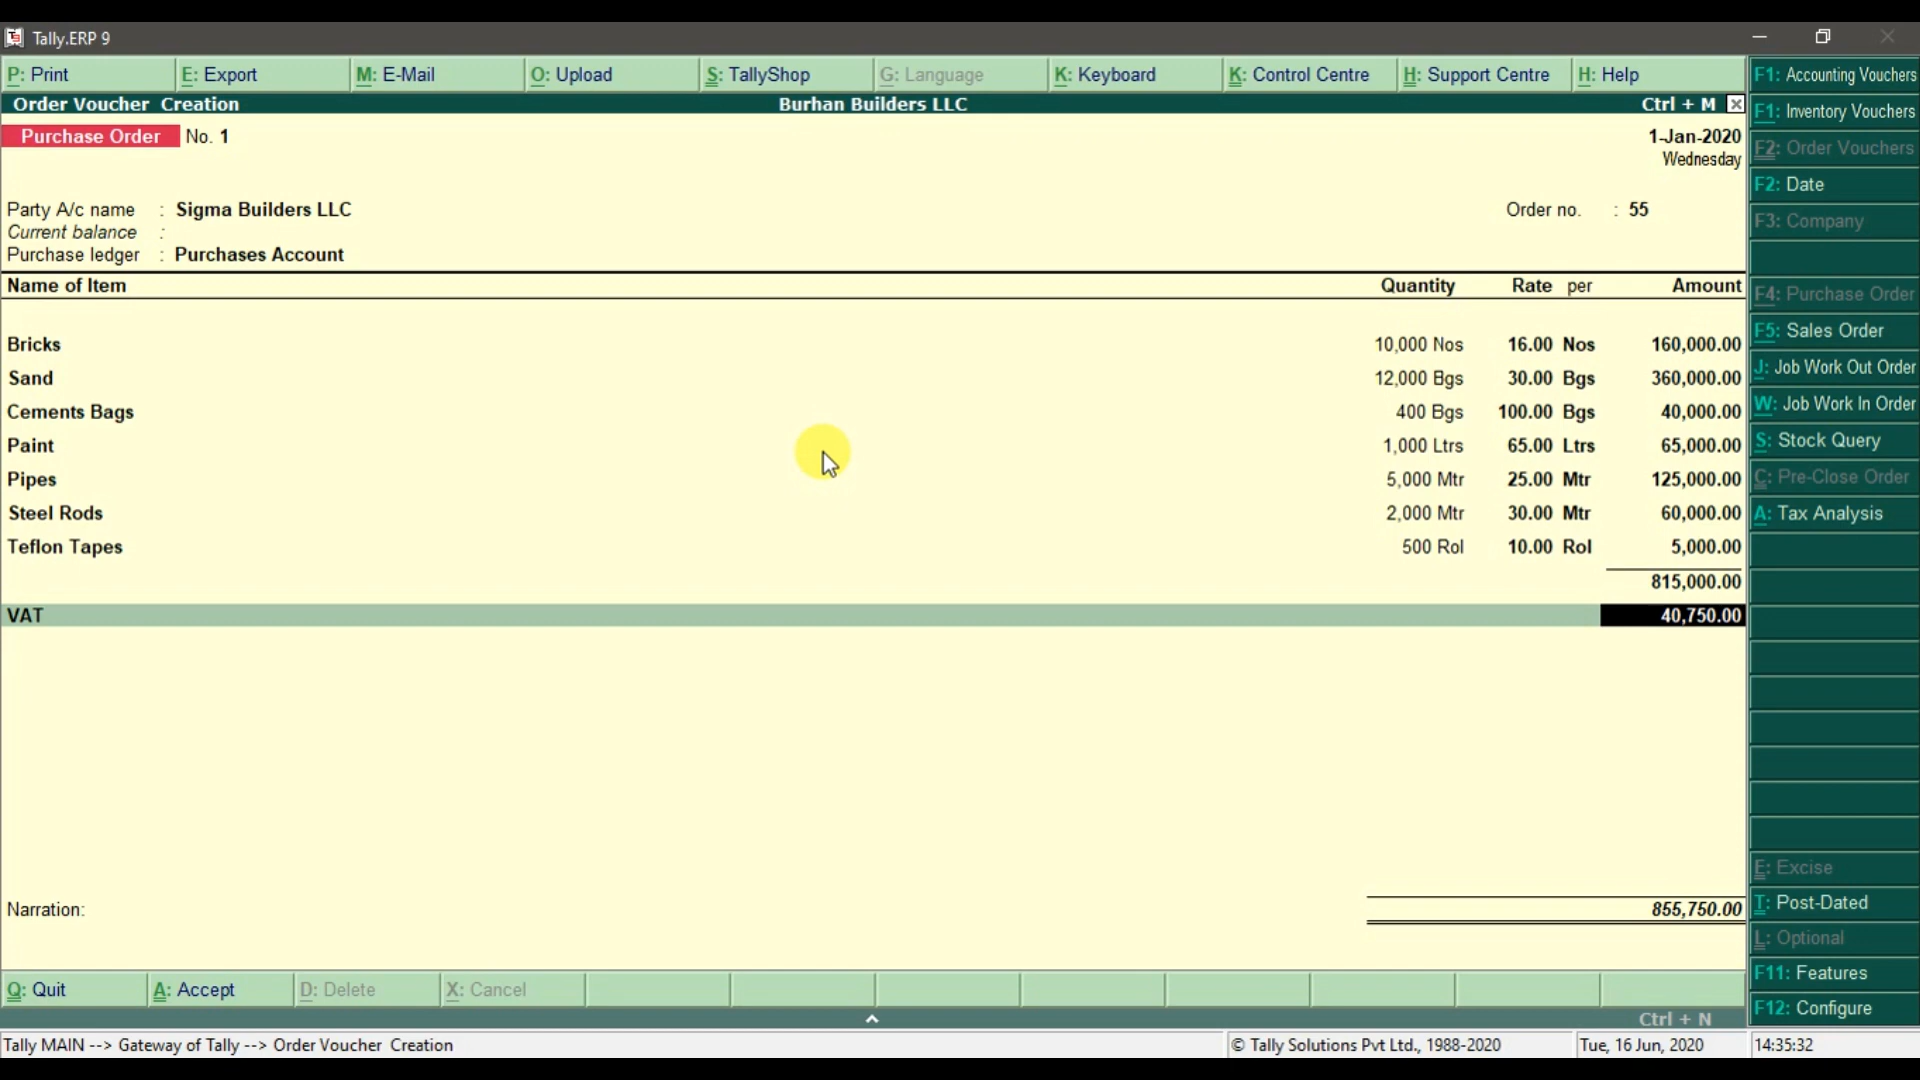 Tally.ERP 9
P: Print E: Export M: E-Mail O: Upload S: TallyShop G: Language K: Keyboard K: Control Centre H: Support Centre H: Help
Order Voucher Creation Burhan Builders LLC Ctrl + M
Purchase Order No. 1 1-Jan-2020
Wednesday
Party A/c name : Sigma Builders LLC Order no. : 55
Current balance :
Purchase ledger : Purchases Account
Name of Item Quantity Rate per Amount
Bricks 10,000 Nos 16.00 Nos 160,000.00
Sand 12,000 Bgs 30.00 Bgs 360,000.00
Cements Bags 400 Bgs 100.00 Bgs 40,000.00
Paint 1,000 Ltrs 65.00 Ltrs 65,000.00
Pipes 5,000 Mtr 25.00 Mtr 125,000.00
Steel Rods 2,000 Mtr 30.00 Mtr 60,000.00
Teflon Tapes 500 Rol 10.00 Rol 5,000.00
815,000.00
VAT 40,750.00
Narration: 855,750.00
Q: Quit A: Accept D: Delete X: Cancel
Ctrl + N
F1: Accounting Vouchers
F1: Inventory Vouchers
F2: Order Vouchers
F2: Date
F3: Company
F4: Purchase Order
F5: Sales Order
J: Job Work Out Order
W: Job Work In Order
S: Stock Query
C: Pre-Close Order
A: Tax Analysis
E: Excise
T: Post-Dated
L: Optional
F11: Features
F12: Configure
Tally MAIN --> Gateway of Tally --> Order Voucher Creation © Tally Solutions Pvt Ltd., 1988-2020 Tue, 16 Jun, 2020 14:35:32